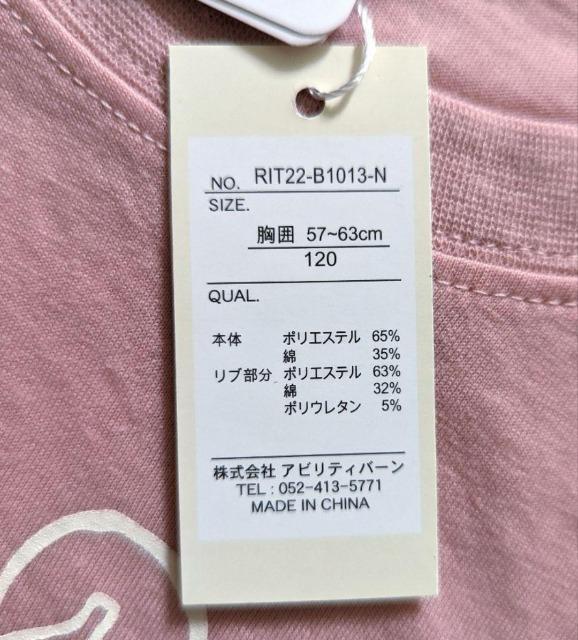 NO. RIT22-B1013-N
SIZE.
胸囲 57~63cm
120
QUAL.
本体 ポリエステル 65%
綿 35%
リブ部分 ポリエステル 63%
綿 32%
ポリウレタン 5%
株式会社 アビリティバーン
TEL : 052-413-5771
MADE IN CHINA